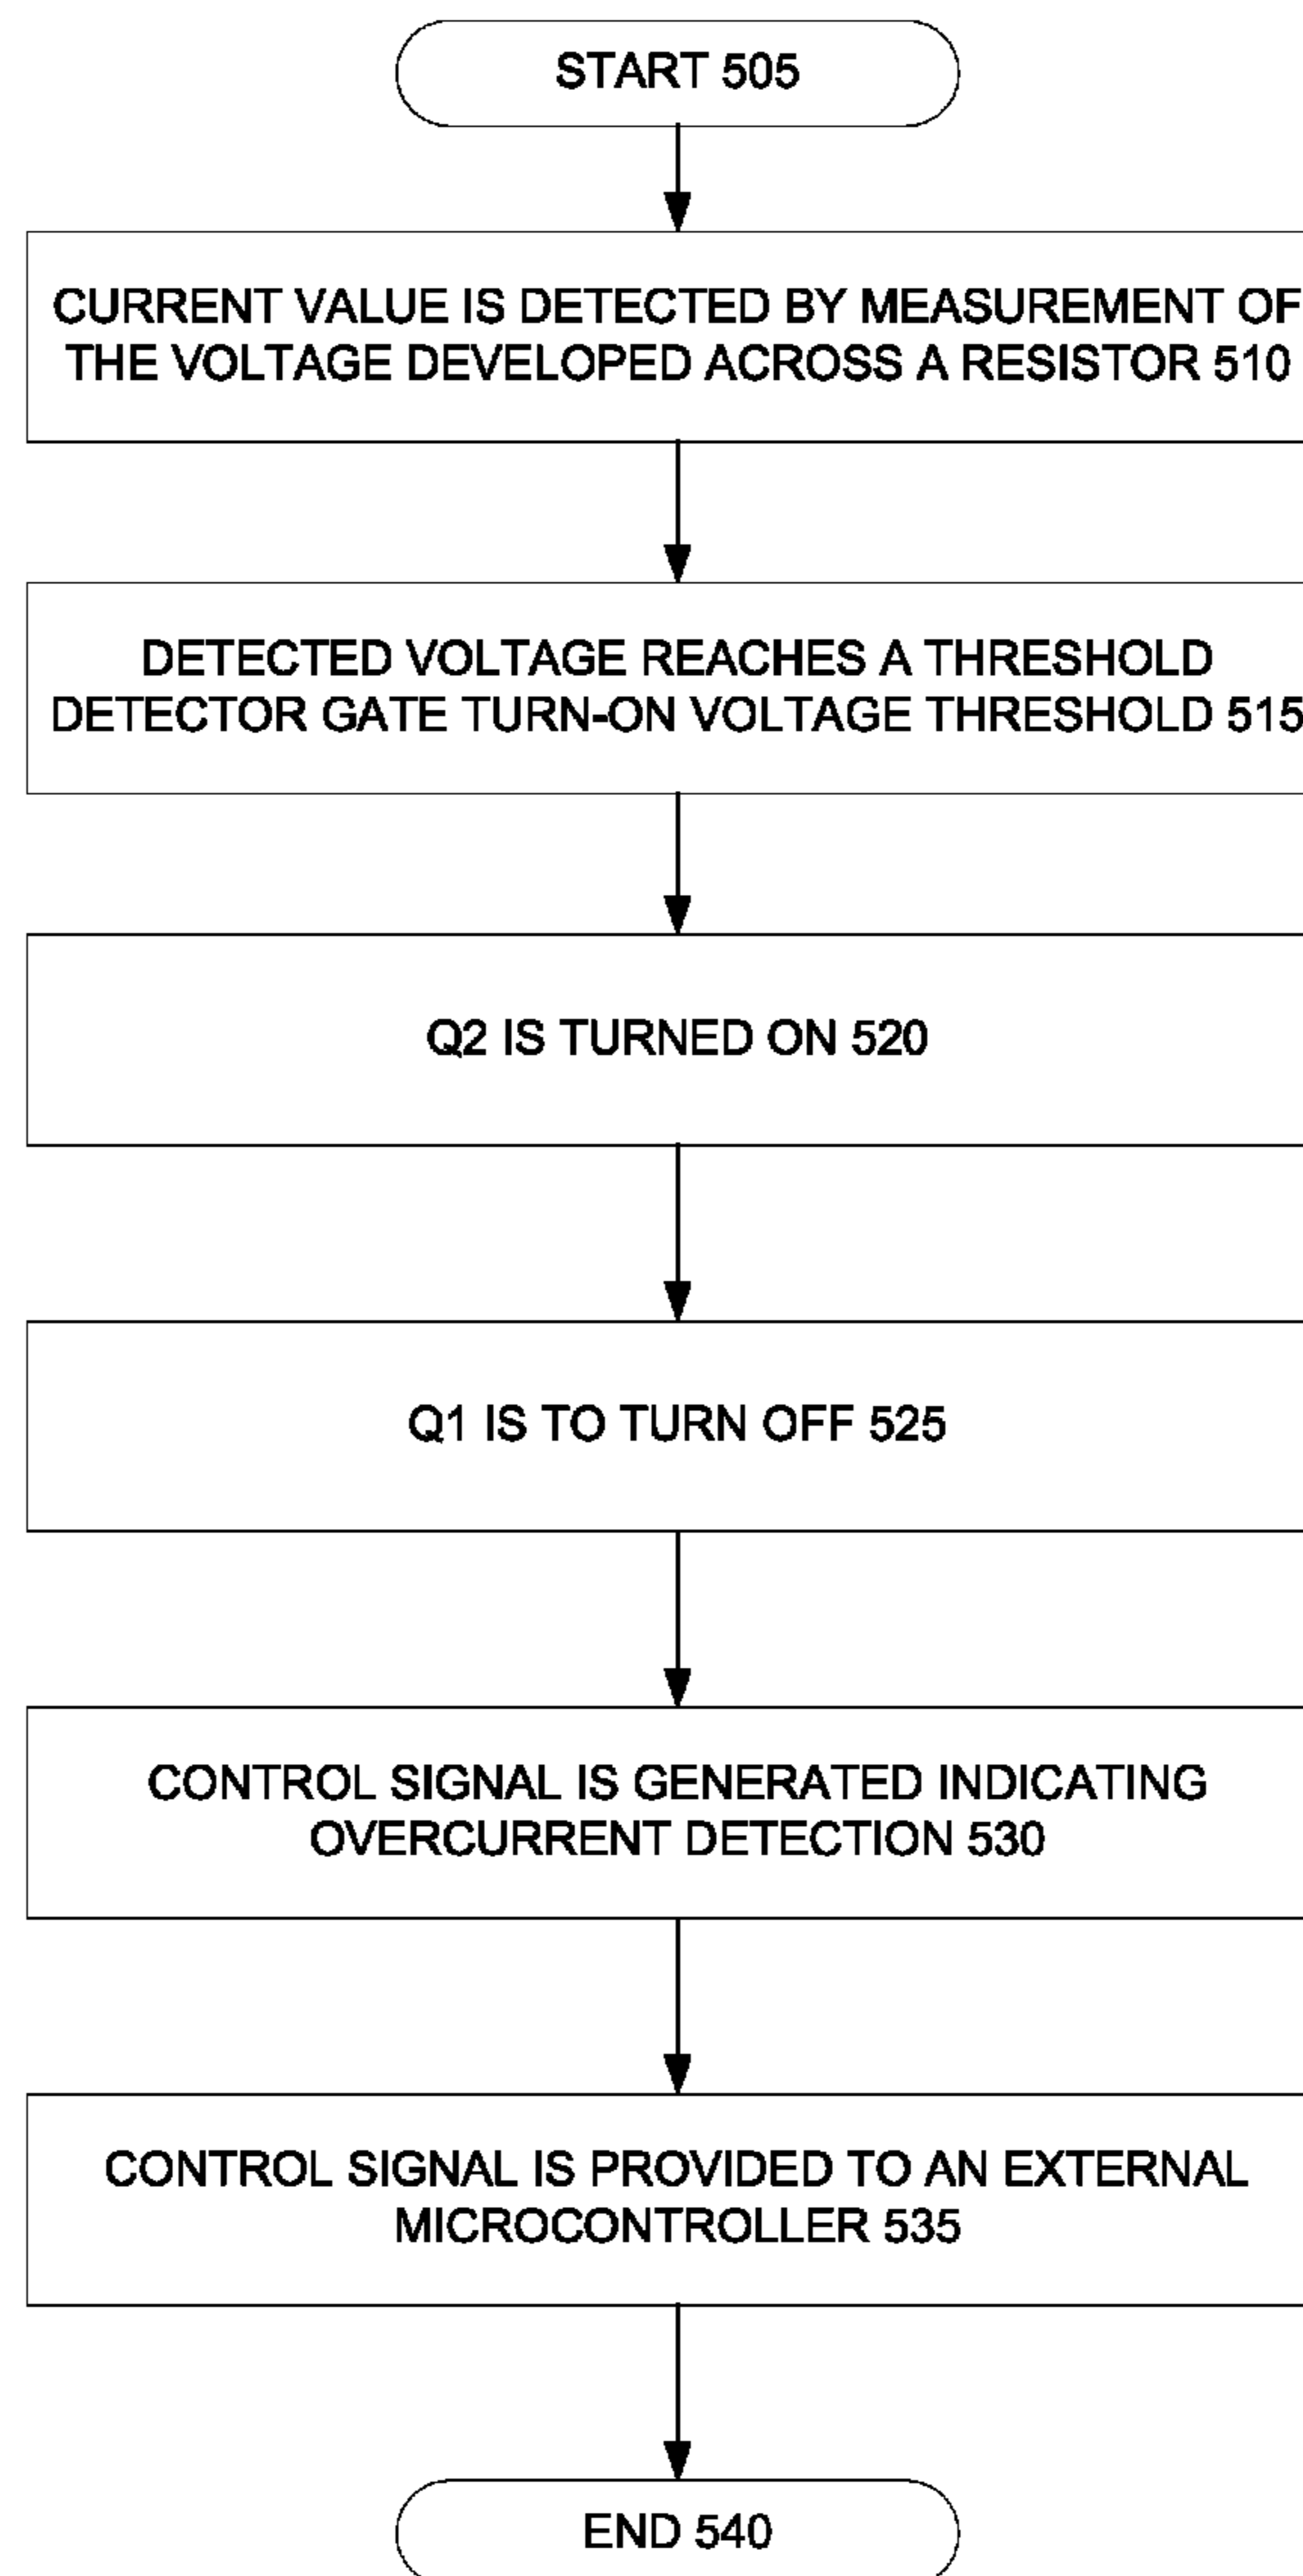 START 505
CURRENT VALUE IS DETECTED BY MEASUREMENT OF
THE VOLTAGE DEVELOPED ACROSS A RESISTOR 510
DETECTED VOLTAGE REACHES A THRESHOLD
DETECTOR GATE TURN-ON VOLTAGE THRESHOLD 515
Q2 IS TURNED ON 520
Q1 IS TO TURN OFF 525
CONTROL SIGNAL IS GENERATED INDICATING
OVERCURRENT DETECTION 530
CONTROL SIGNAL IS PROVIDED TO AN EXTERNAL
MICROCONTROLLER 535
END 540